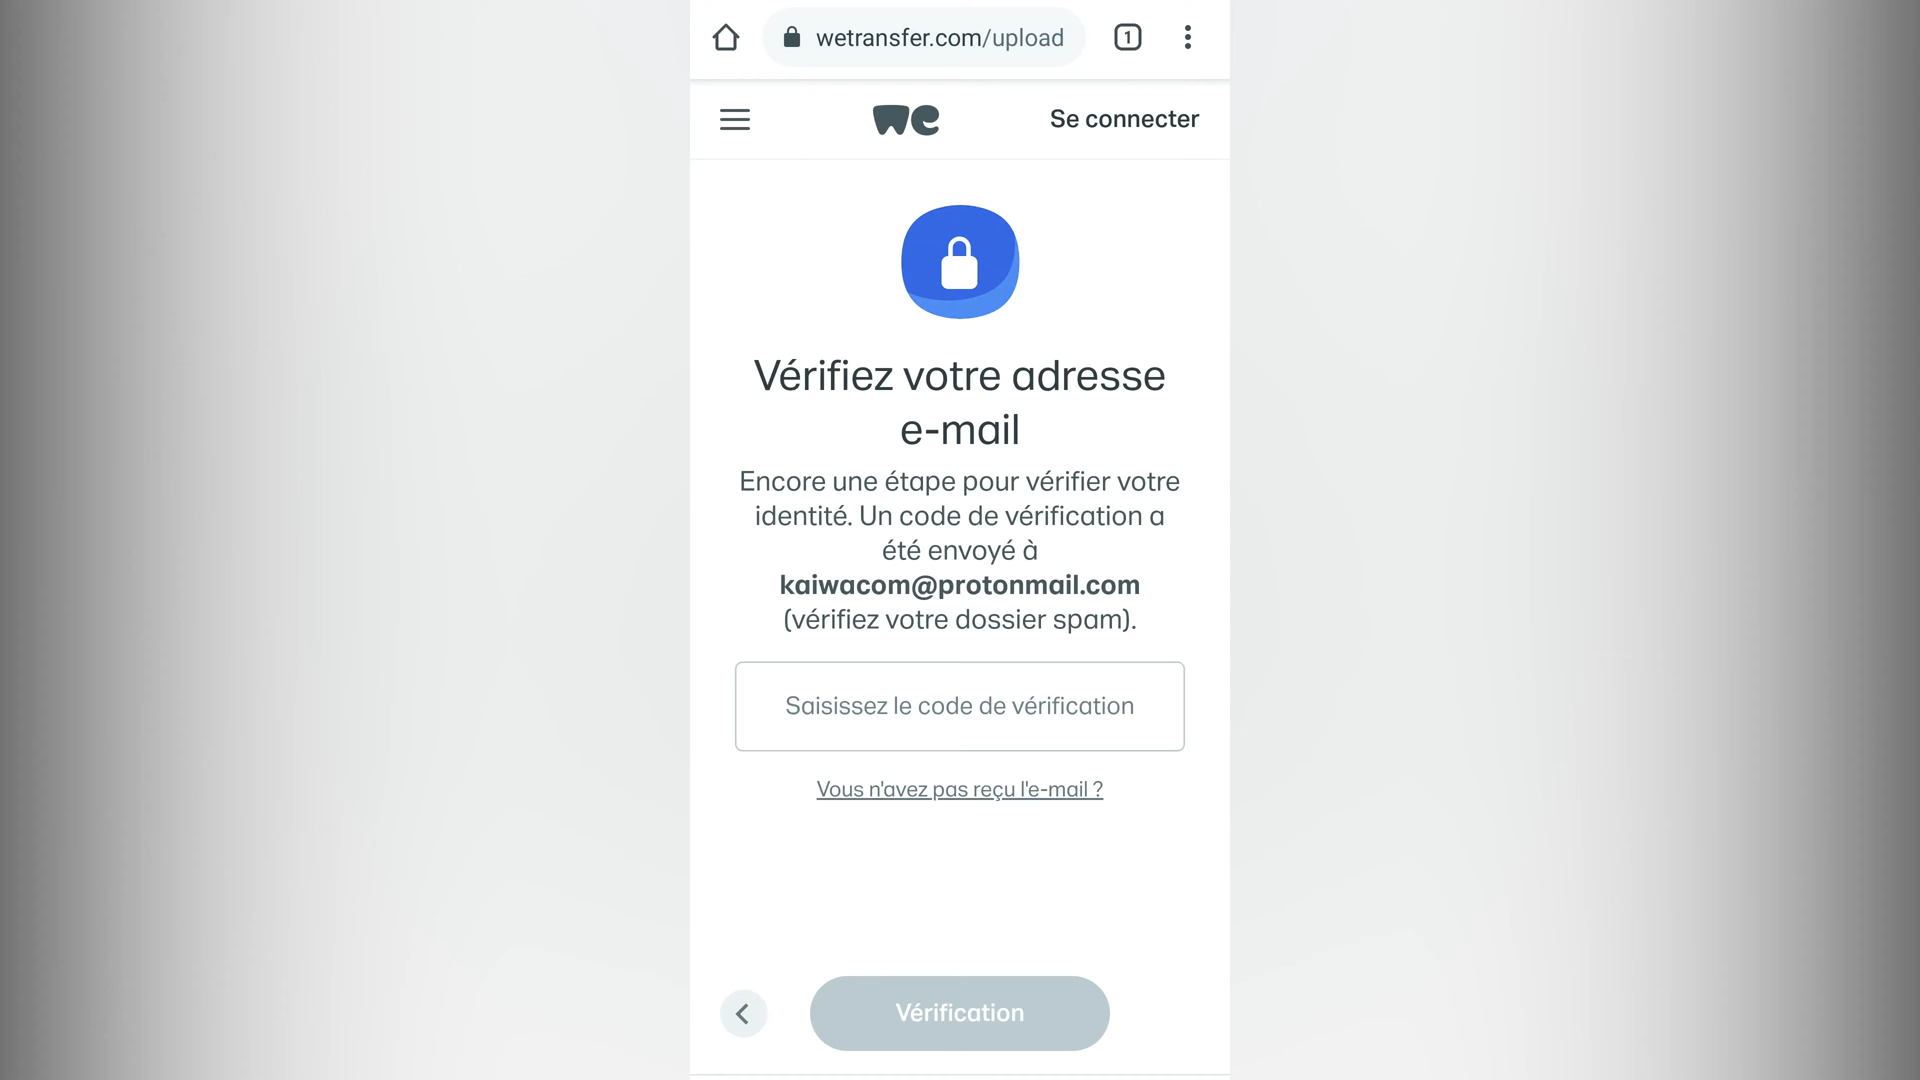 wetransfer.com/upload
1
we
Se connecter
Vérifiez votre adresse
e-mail
Encore une étape pour vérifier votre
identité. Un code de vérification a
été envoyé à
kaiwacom@protonmail.com
(vérifiez votre dossier spam).
Saisissez le code de vérification
Vous n'avez pas reçu l'e-mail ?
Vérification